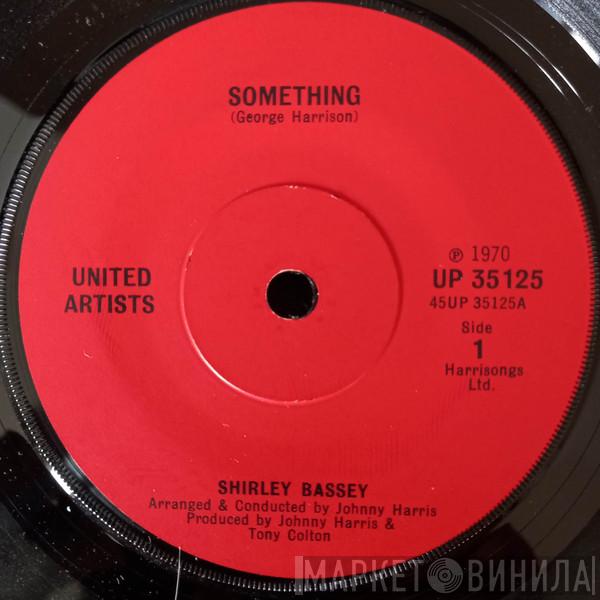 SOMETHING
(George Harrison)
UNITED
ARTISTS
℗ 1970
UP 35125
45UP 35125A
Side
1
Harrisongs
Ltd.
SHIRLEY BASSEY
Arranged & Conducted by Johnny Harris
Produced by Johnny Harris &
Tony Colton
МАРКЕТ ВИНИЛА